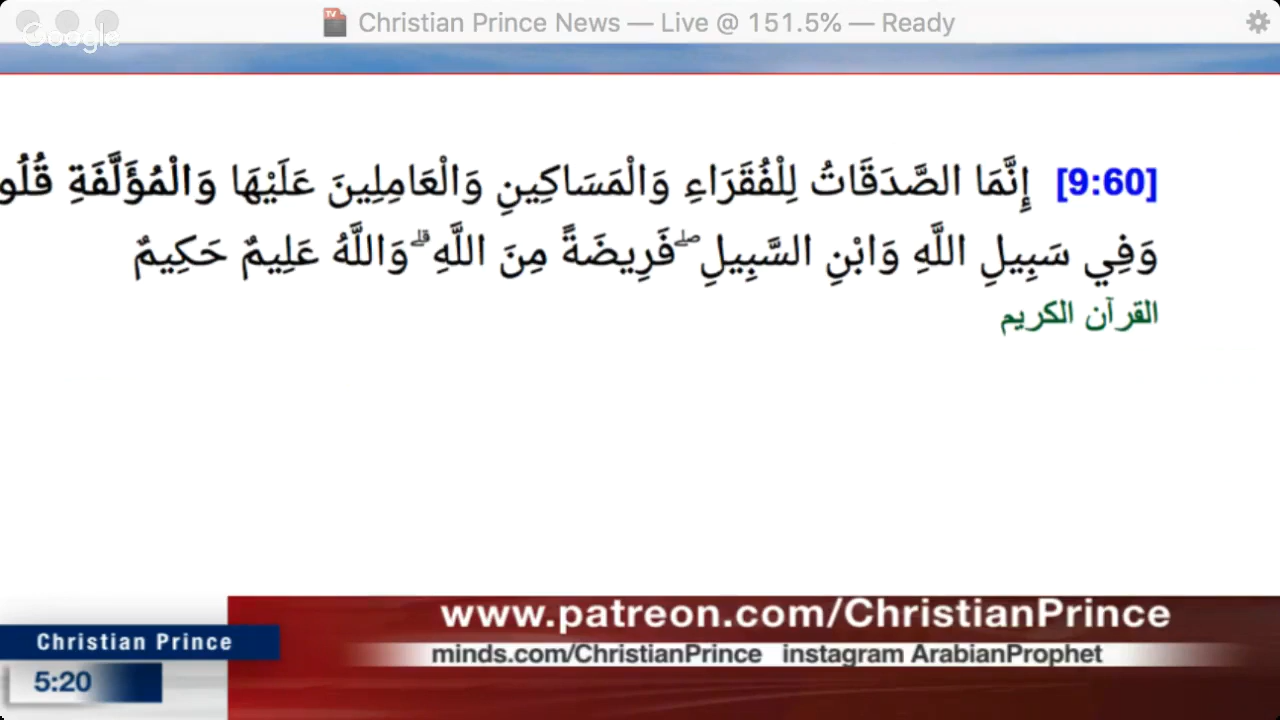 Christian Prince News — Live @ 151.5% — Ready
Google
[9:60] إِنَّمَا الصَّدَقَاتُ لِلْفُقَرَاءِ وَالْمَسَاكِينِ وَالْعَامِلِينَ عَلَيْهَا وَالْمُؤَلَّفَةِ قُلُو
وَفِي سَبِيلِ اللَّهِ وَابْنِ السَّبِيلِ ۖ فَرِيضَةً مِنَ اللَّهِ ۗ وَاللَّهُ عَلِيمٌ حَكِيمٌ
القرآن الكريم
www.patreon.com/ChristianPrince
Christian Prince
minds.com/ChristianPrince instagram ArabianProphet
5:20